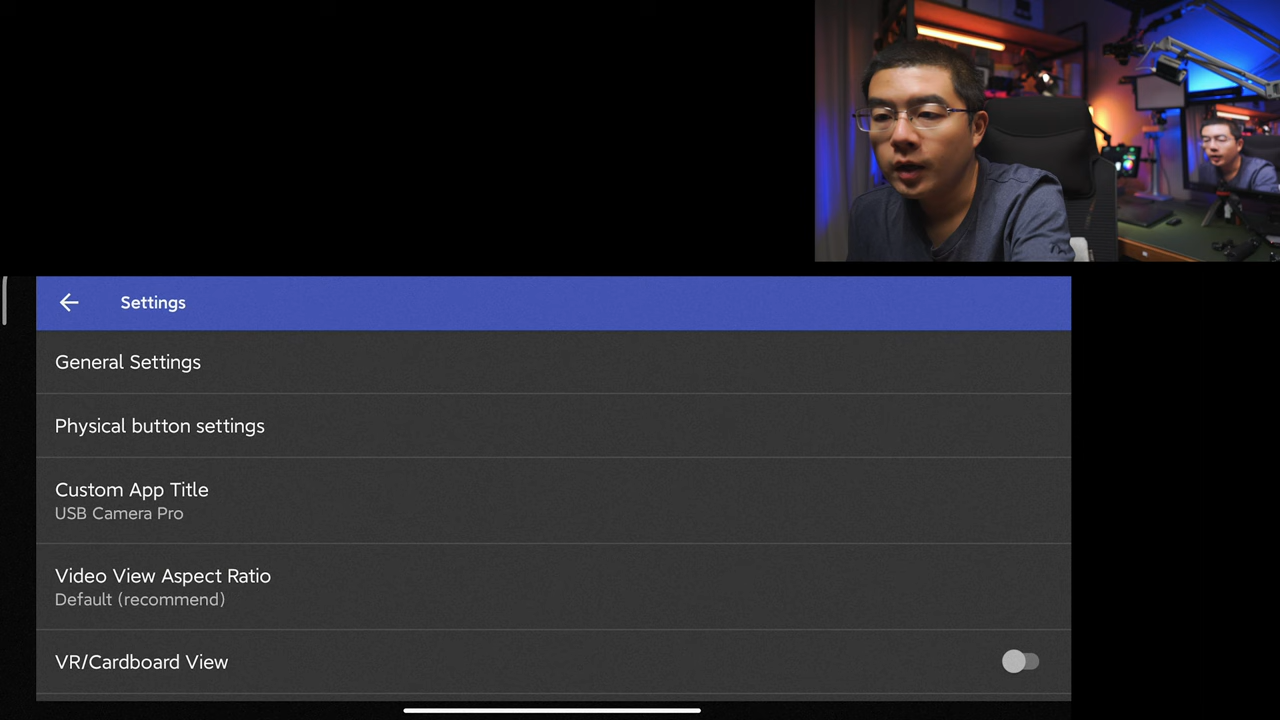 Settings
General Settings
Physical button settings
Custom App Title
USB Camera Pro
Video View Aspect Ratio
Default (recommend)
VR/Cardboard View